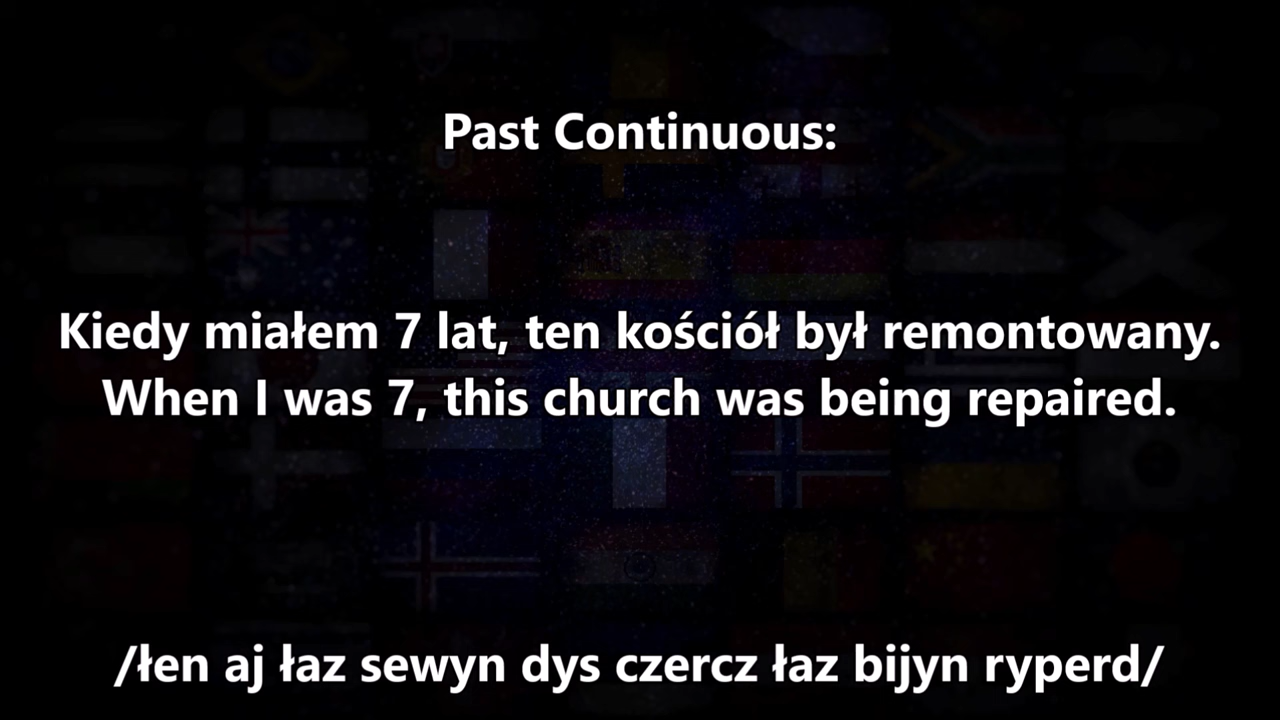 Past Continuous:
Kiedy miałem 7 lat, ten kościół był remontowany.
When I was 7, this church was being repaired.
/łen aj łaz sewyn dys czercz łaz bijyn ryperd/